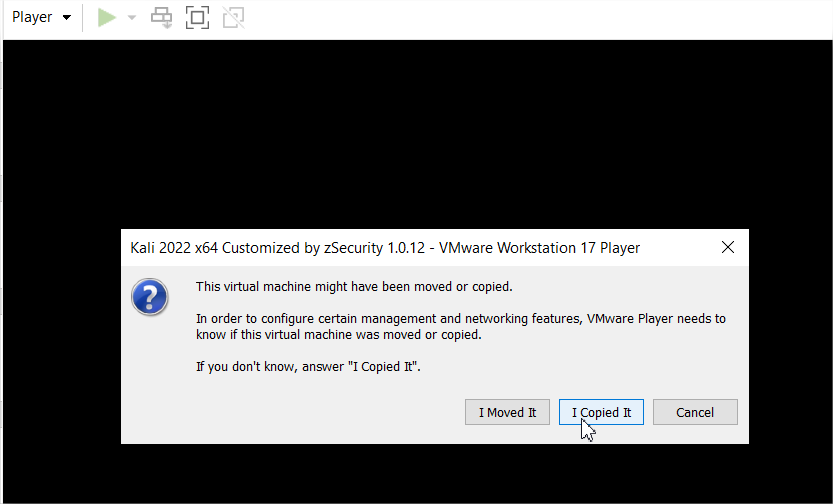 Player
Kali 2022 x64 Customized by zSecurity 1.0.12 - VMware Workstation 17 Player
This virtual machine might have been moved or copied.
In order to configure certain management and networking features, VMware Player needs to
know if this virtual machine was moved or copied.
If you don't know, answer "I Copied It".
I Moved It
I Copied It
Cancel